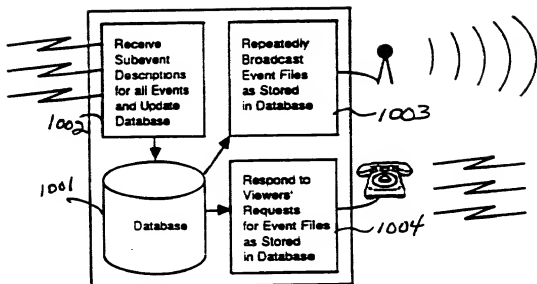 Receive
Subevent
Descriptions
for all Events
and Update
Database
1002
Repeatedly
Broadcast
Event Files
as Stored
in Database
1003
1001
Database
Respond to
Viewers'
Requests
for Event Files
as Stored
in Database
1004